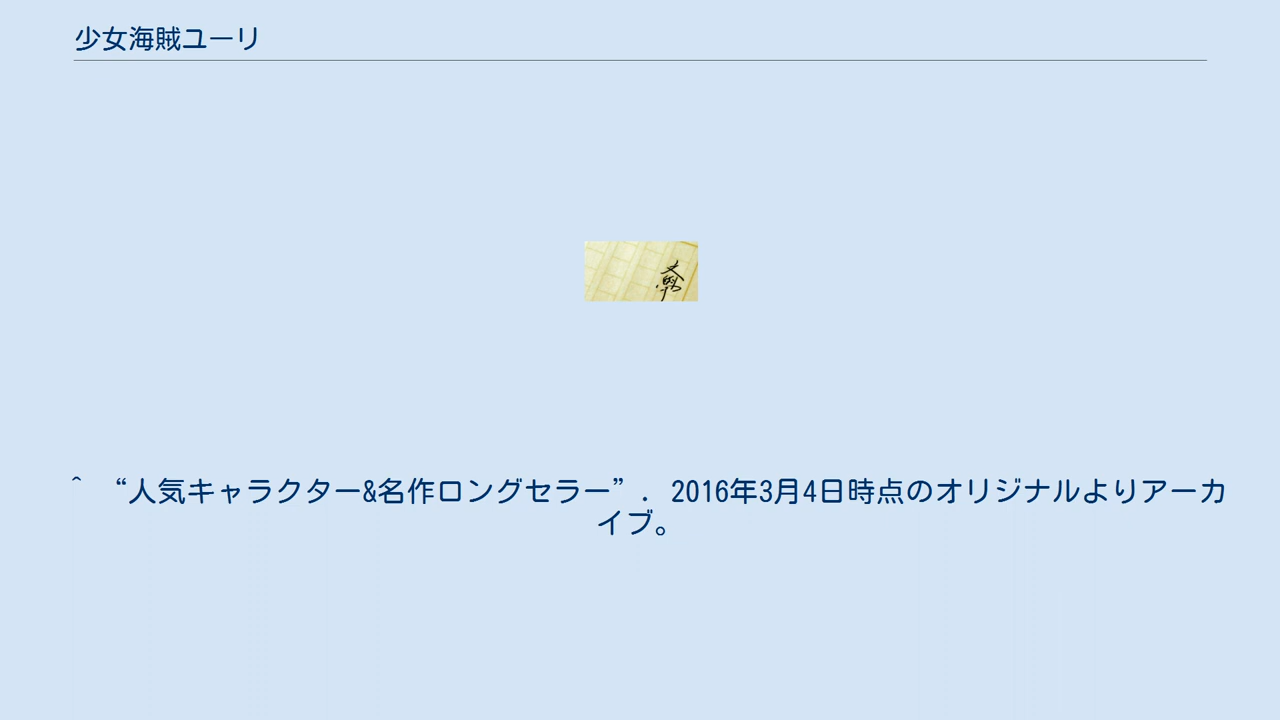 少女海賊ユーリ
^ “人気キャラクター&名作ロングセラー”. 2016年3月4日時点のオリジナルよりアーカ
イブ。